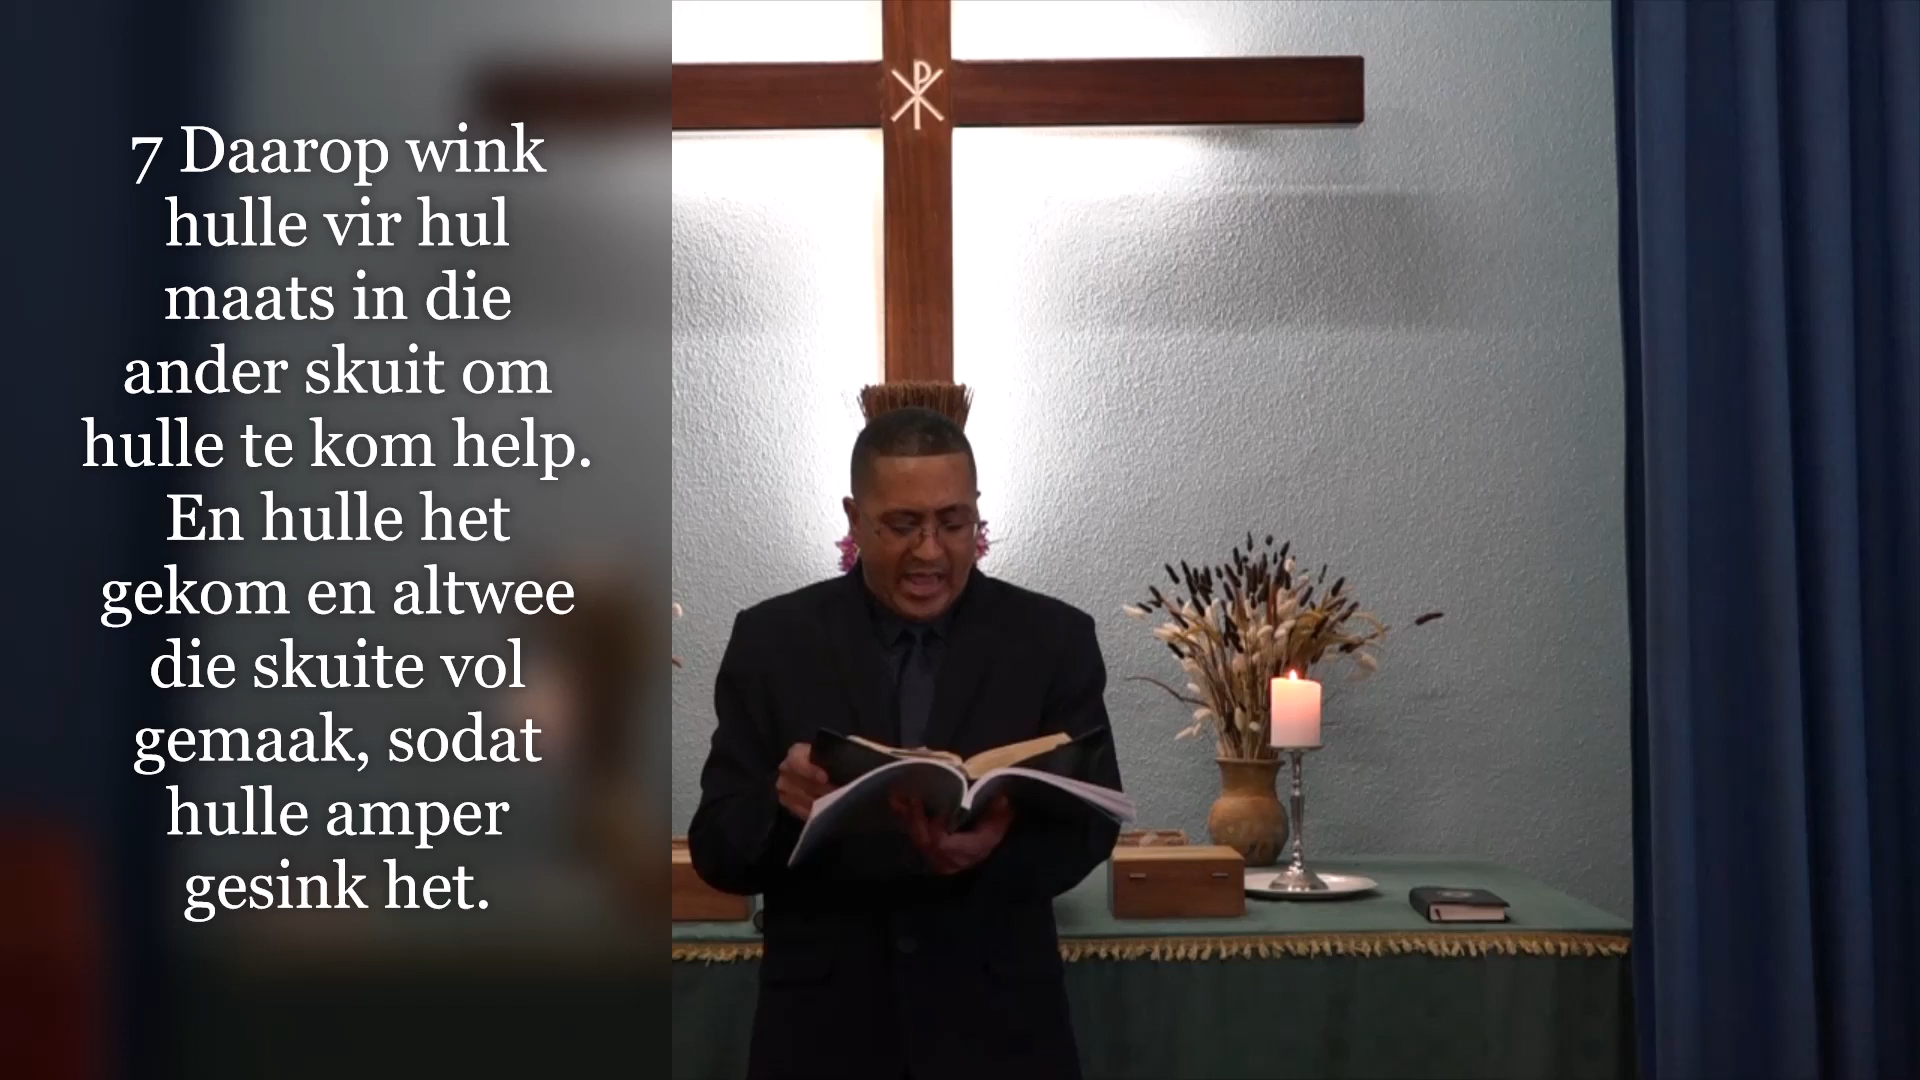 7 Daarop wink
hulle vir hul
maats in die
ander skuit om
hulle te kom help.
En hulle het
gekom en altwee
die skuite vol
gemaak, sodat
hulle amper
gesink het.